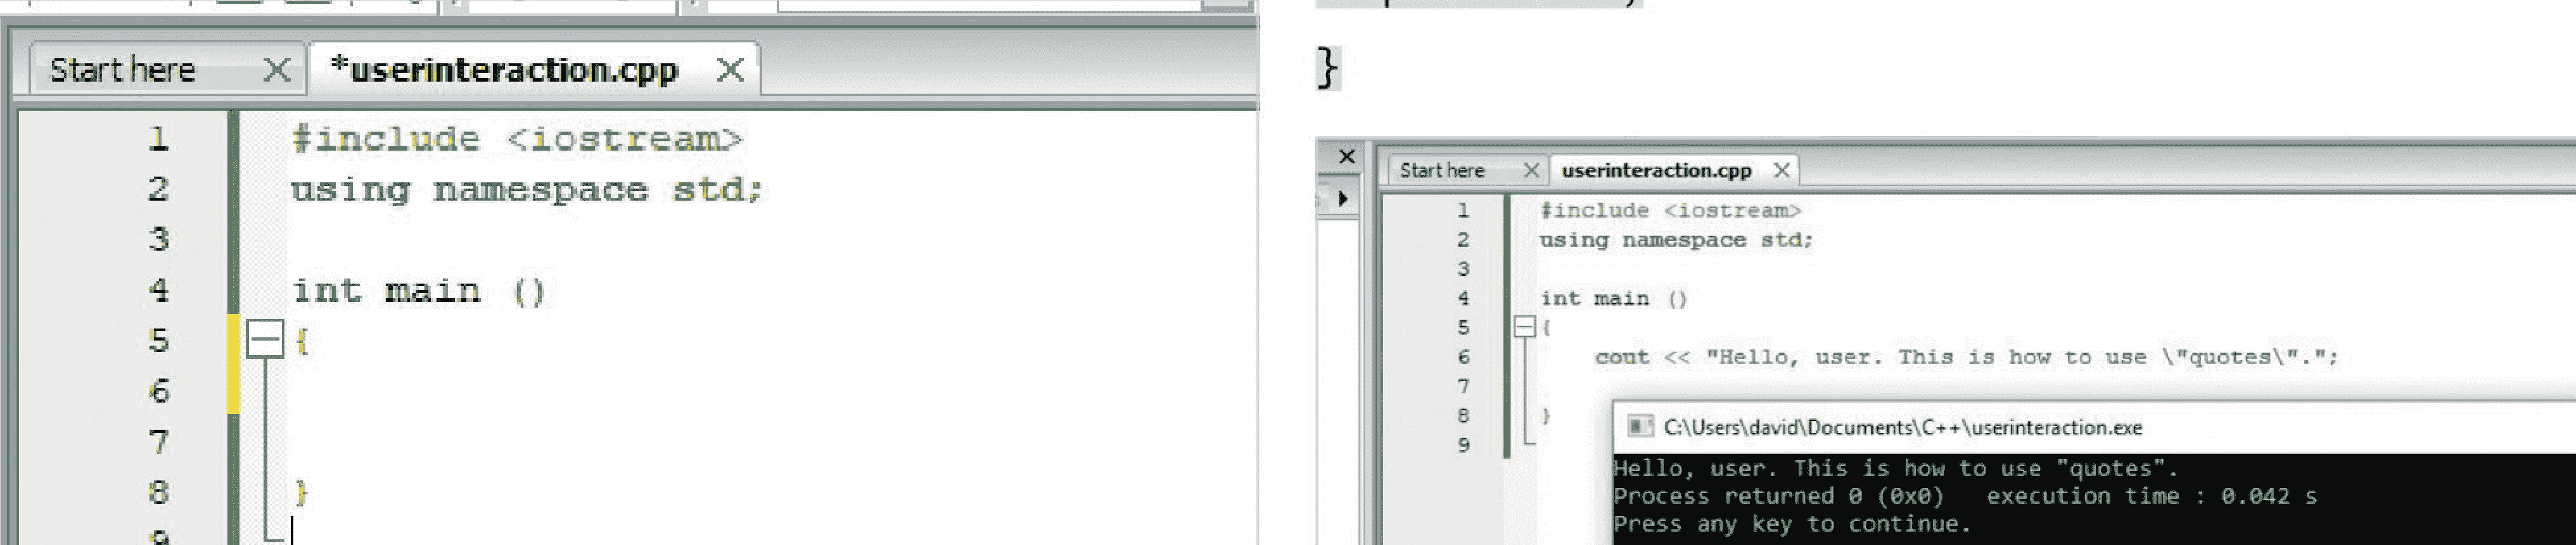 Start here *userinteraction.cpp
1 #include <iostream>
2 using namespace std;
3
4 int main ()
5 {
6
7
8 }
9
}
Start here userinteraction.cpp
1 #include <iostream>
2 using namespace std;
3
4 int main ()
5 {
6 cout << "Hello, user. This is how to use \"quotes\".";
7
8 }
9
C:\Users\david\Documents\C++\userinteraction.exe
Hello, user. This is how to use "quotes".
Process returned 0 (0x0) execution time : 0.042 s
Press any key to continue.